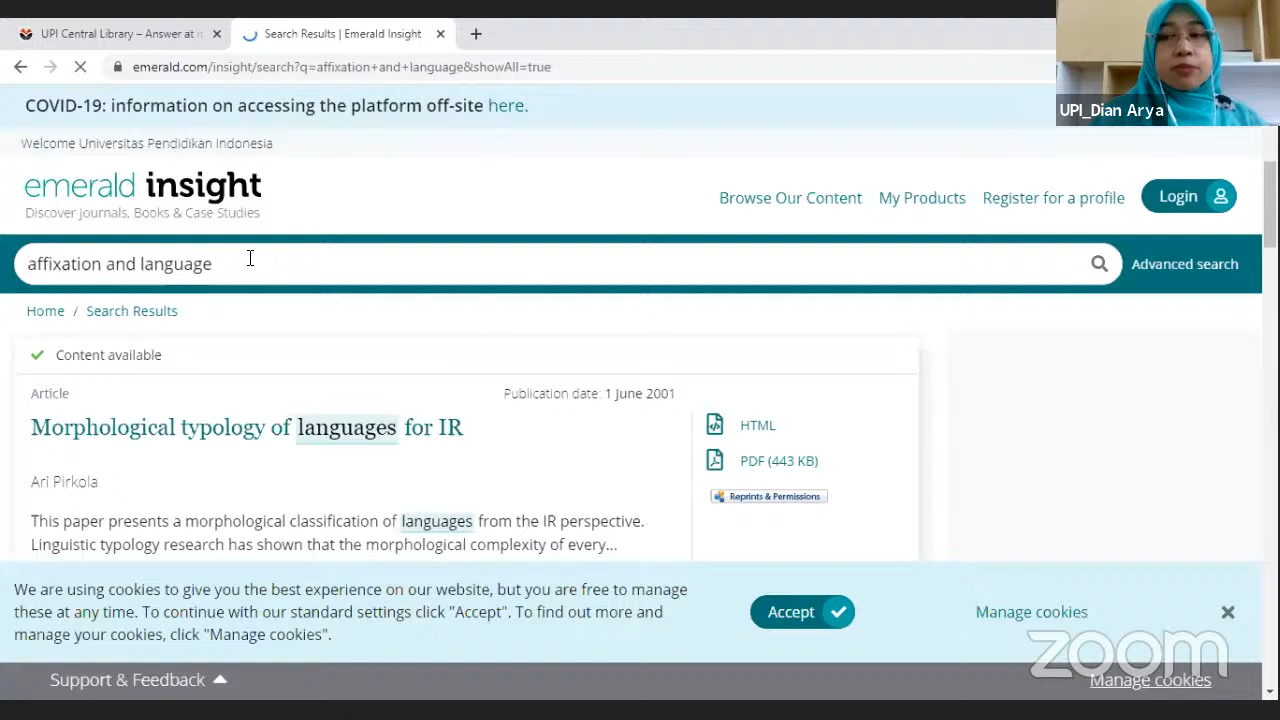 UPI Central Library – Answer at
Search Results | Emerald Insight
emerald.com/insight/search?q=affixation+and+language&showAll=true
UPI_Dian Arya
COVID-19: information on accessing the platform off-site here.
Welcome Universitas Pendidikan Indonesia
emerald insight
Discover journals, Books & Case Studies
Browse Our Content My Products Register for a profile Login
affixation and language
Advanced search
Home / Search Results
Content available
Article
Publication date: 1 June 2001
Morphological typology of languages for IR
HTML
PDF (443 KB)
Ari Pirkola
Reprints & Permissions
This paper presents a morphological classification of languages from the IR perspective.
Linguistic typology research has shown that the morphological complexity of every...
We are using cookies to give you the best experience on our website, but you are free to manage
these at any time. To continue with our standard settings click "Accept". To find out more and
manage your cookies, click "Manage cookies".
Accept
Manage cookies
zoom
Support & Feedback
Manage cookies